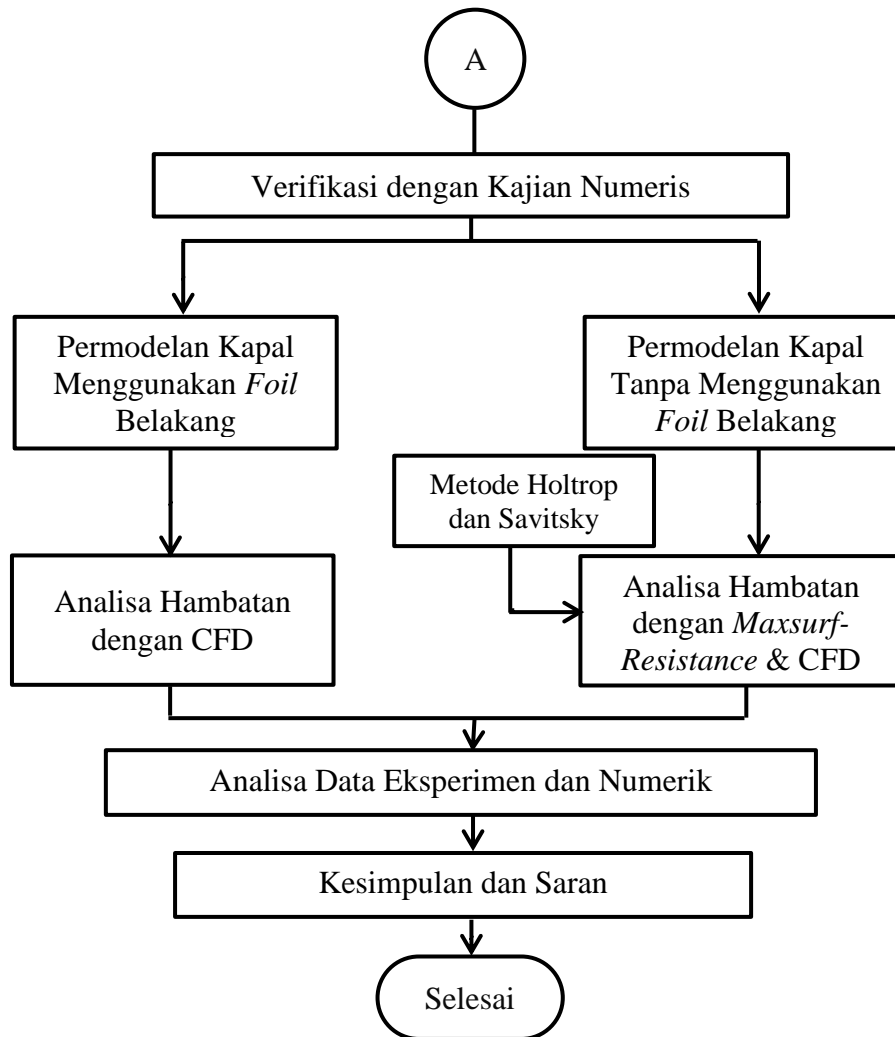 A
Verifikasi dengan Kajian Numeris
Permodelan Kapal
Menggunakan Foil
Belakang
Permodelan Kapal
Tanpa Menggunakan
Foil Belakang
Metode Holtrop
dan Savitsky
Analisa Hambatan
dengan CFD
Analisa Hambatan
dengan Maxsurf-
Resistance & CFD
Analisa Data Eksperimen dan Numerik
Kesimpulan dan Saran
Selesai